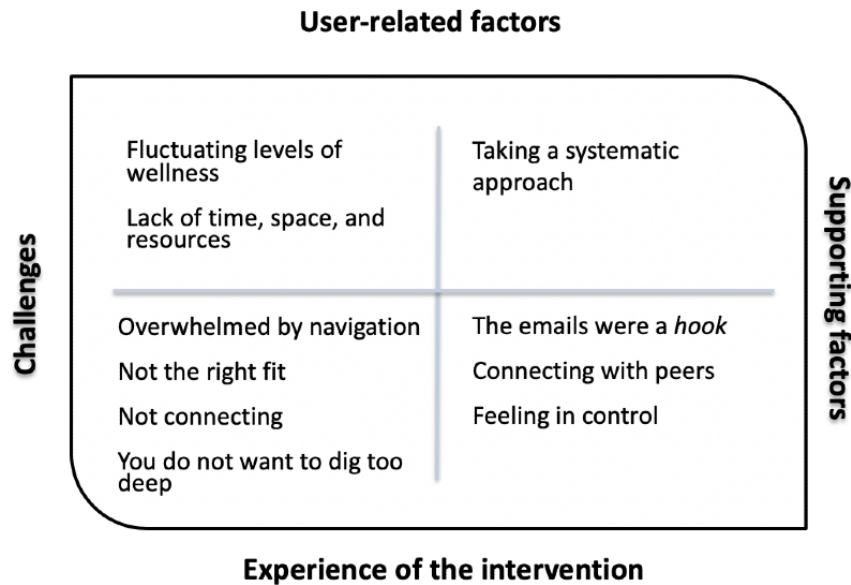 User-related factors
Challenges
Fluctuating levels of
wellness
Lack of time, space, and
resources
Taking a systematic
approach
Overwhelmed by navigation
Not the right fit
Not connecting
You do not want to dig too
deep
The emails were a hook
Connecting with peers
Feeling in control
Supporting factors
Experience of the intervention